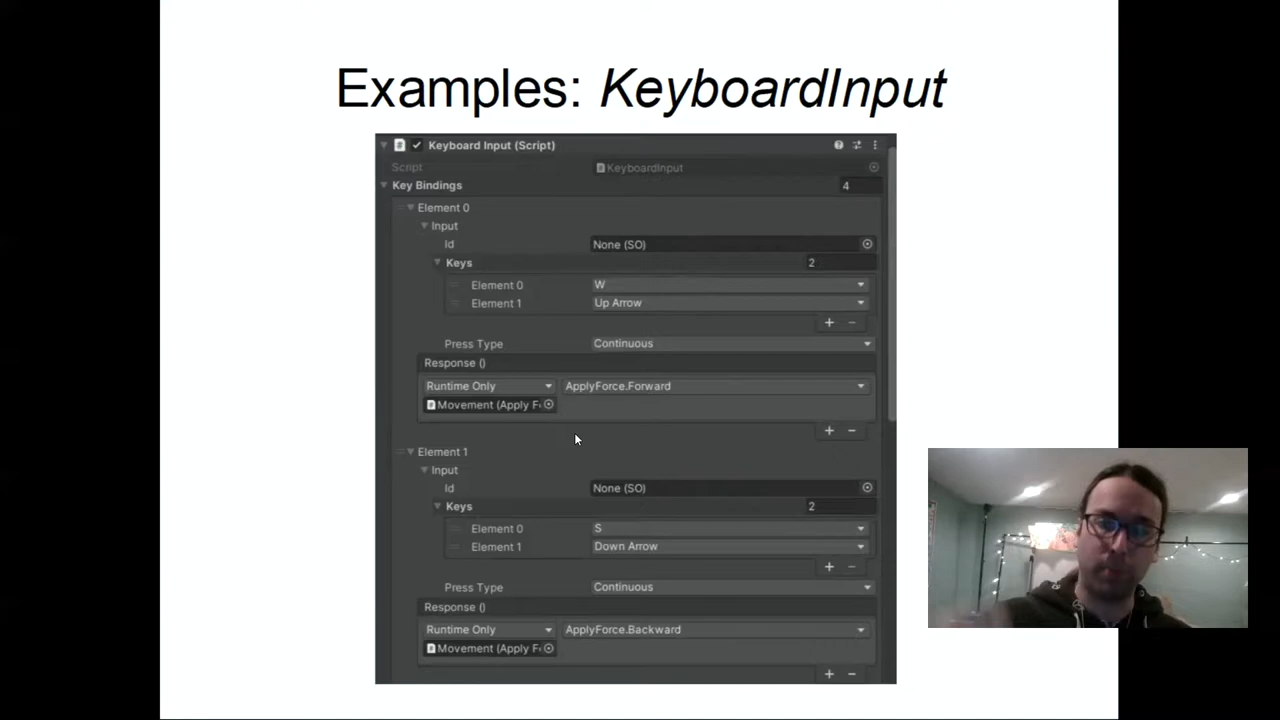 Examples: KeyboardInput
Keyboard Input (Script)
Script KeyboardInput
Key Bindings 4
Element 0
Input
Id None (SO)
Keys 2
Element 0 W
Element 1 Up Arrow
Press Type Continuous
Response ()
Runtime Only ApplyForce.Forward
Movement (Apply F
Element 1
Input
Id None (SO)
Keys 2
Element 0 S
Element 1 Down Arrow
Press Type Continuous
Response ()
Runtime Only ApplyForce.Backward
Movement (Apply F